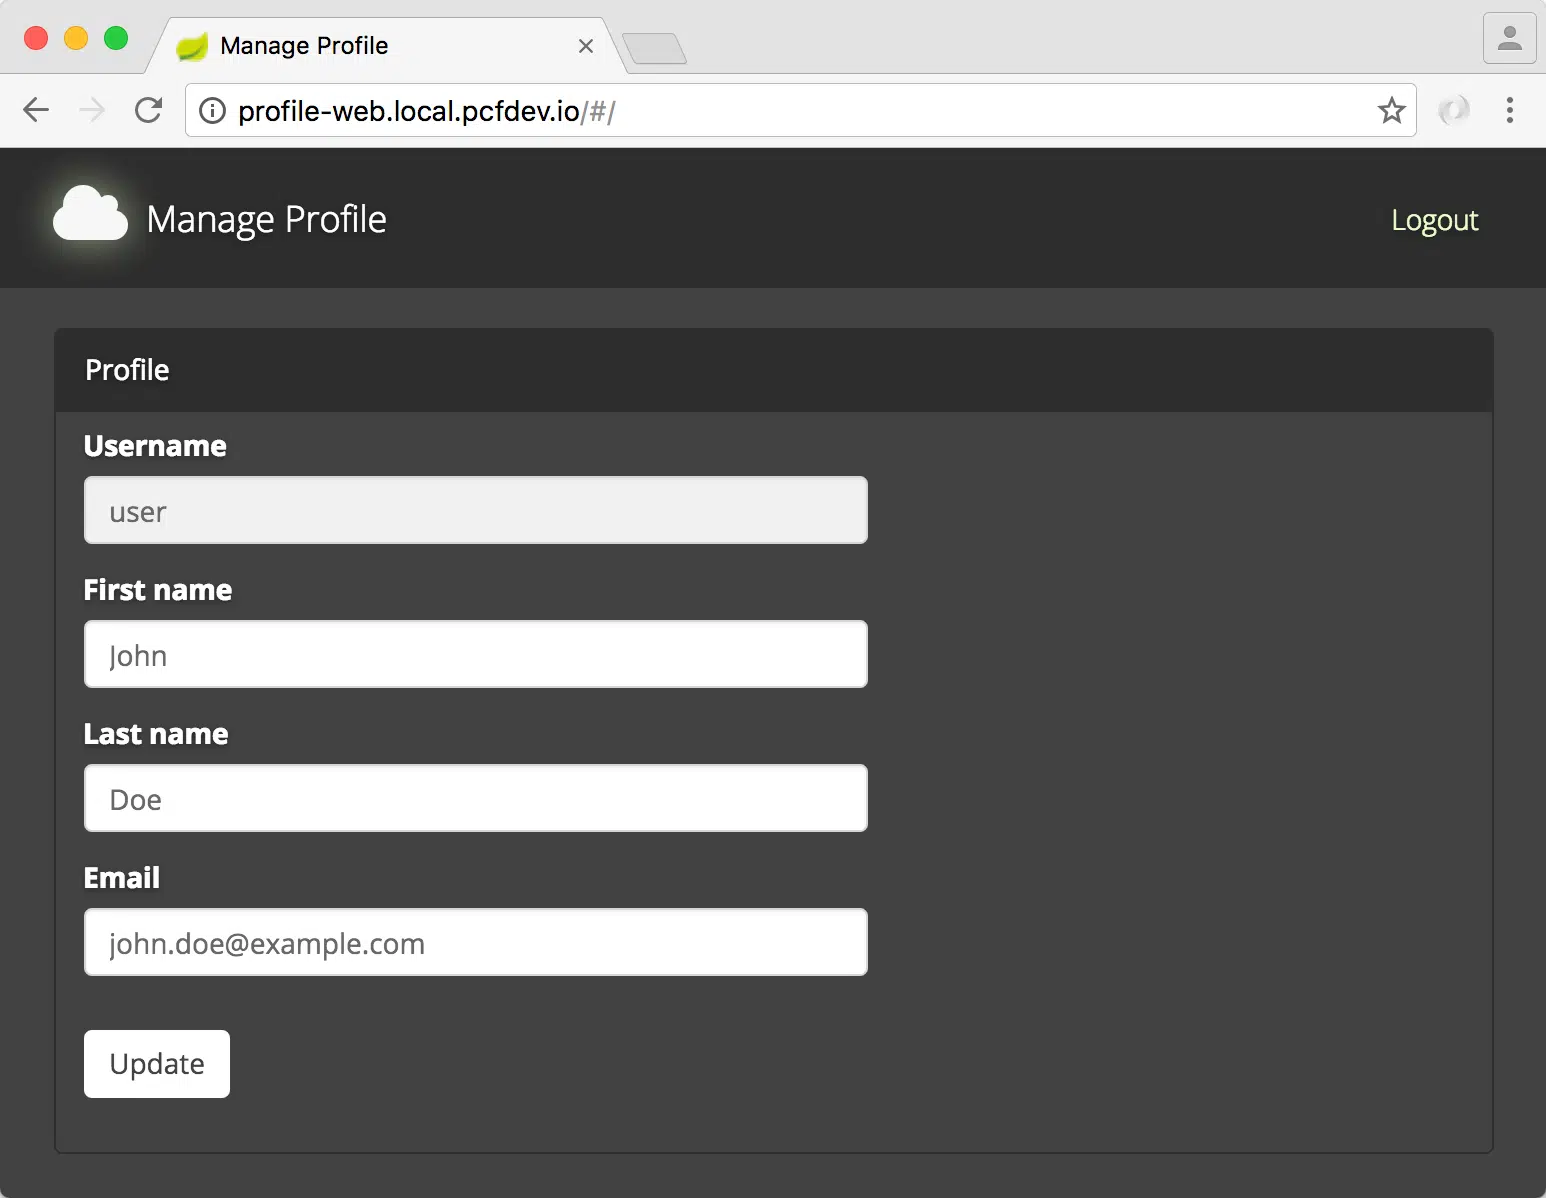 Manage Profile
profile-web.local.pcfdev.io/#/
Manage Profile
Logout
Profile
Username
user
First name
John
Last name
Doe
Email
john.doe@example.com
Update